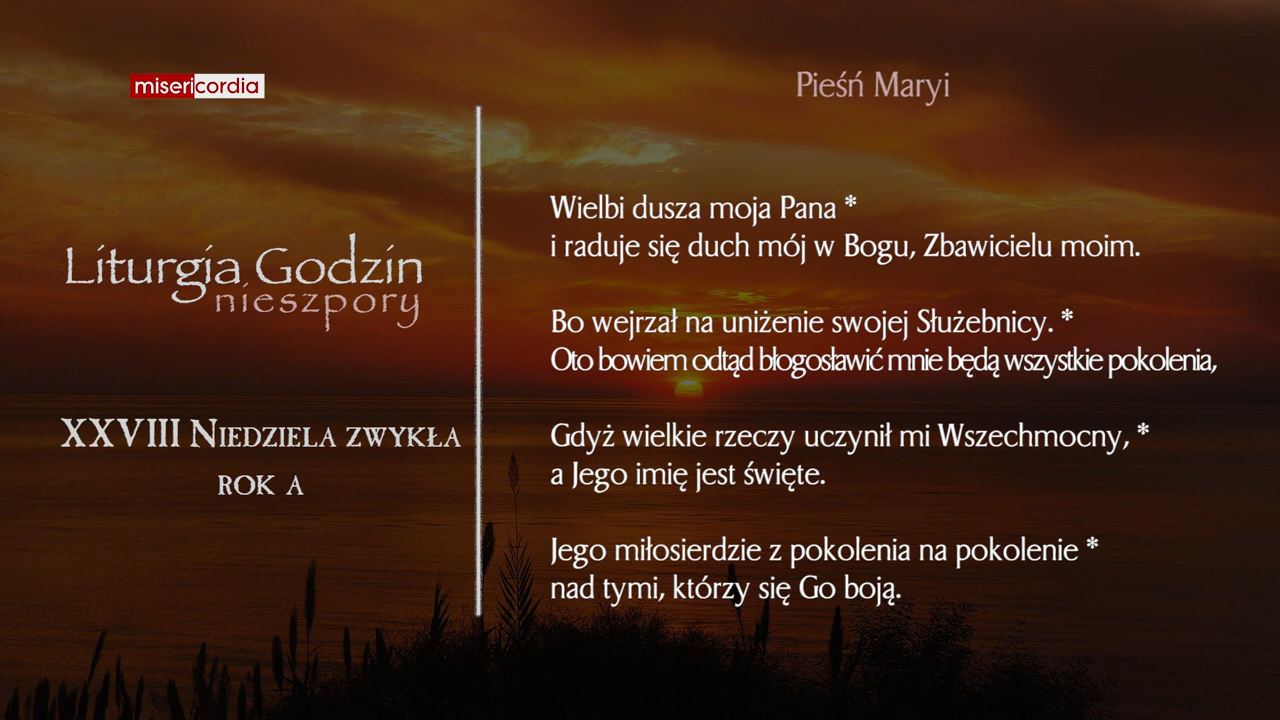 misericordia
Liturgia Godzin
nieszpory
XXVIII Niedziela zwykła
rok a
Pieśń Maryi
Wielbi dusza moja Pana *
i raduje się duch mój w Bogu, Zbawicielu moim.
Bo wejrzał na uniżenie swojej Służebnicy. *
Oto bowiem odtąd błogosławić mnie będą wszystkie pokolenia,
Gdyż wielkie rzeczy uczynił mi Wszechmocny, *
a Jego imię jest święte.
Jego miłosierdzie z pokolenia na pokolenie *
nad tymi, którzy się Go boją.